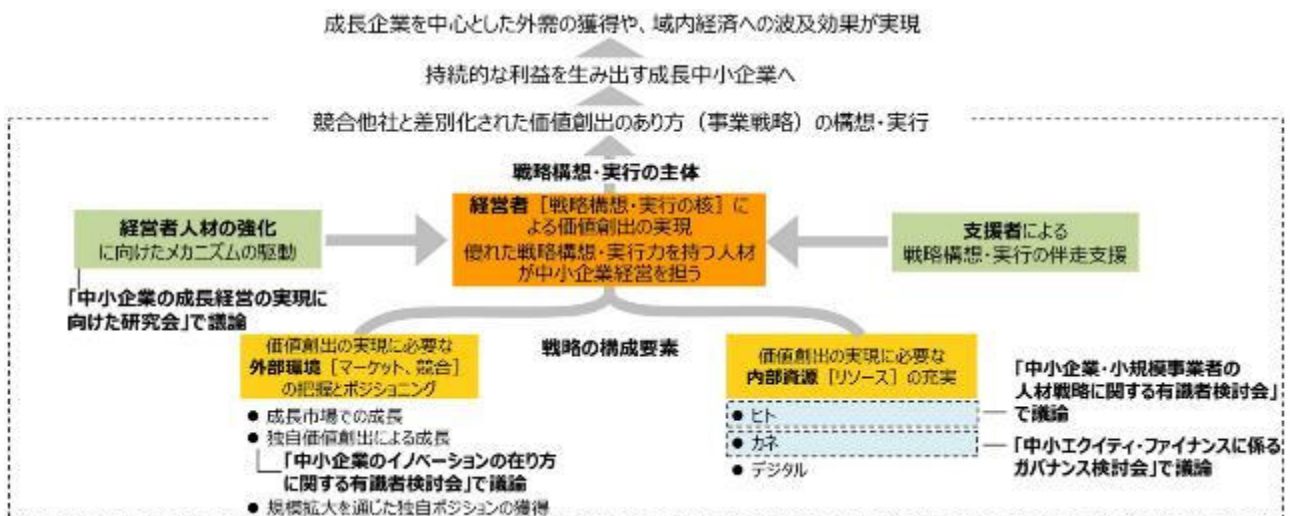 成長企業を中心とした外需の獲得や、域内経済への波及効果が実現
持続的な利益を生み出す成長中小企業へ
競合他社と差別化された価値創出のあり方（事業戦略）の構想・実行
戦略構想・実行の主体
経営者［戦略構想・実行の核］に
よる価値創出の実現
優れた戦略構想・実行力を持つ人材
が中小企業経営を担う
経営者人材の強化
に向けたメカニズムの駆動
「中小企業の成長経営の実現に
向けた研究会」で議論
支援者による
戦略構想・実行の伴走支援
戦略の構成要素
価値創出の実現に必要な
外部環境［マーケット、競合］
の把握とポジショニング
● 成長市場での成長
● 独自価値創出による成長
「中小企業のイノベーションの在り方
に関する有識者検討会」で議論
● 規模拡大を通じた独自ポジションの獲得
価値創出の実現に必要な
内部資源［リソース］の充実
● ヒト
● カネ
● デジタル
「中小企業・小規模事業者の
人材戦略に関する有識者検討会」
で議論
「中小エクイティ・ファイナンスに係る
ガバナンス検討会」で議論